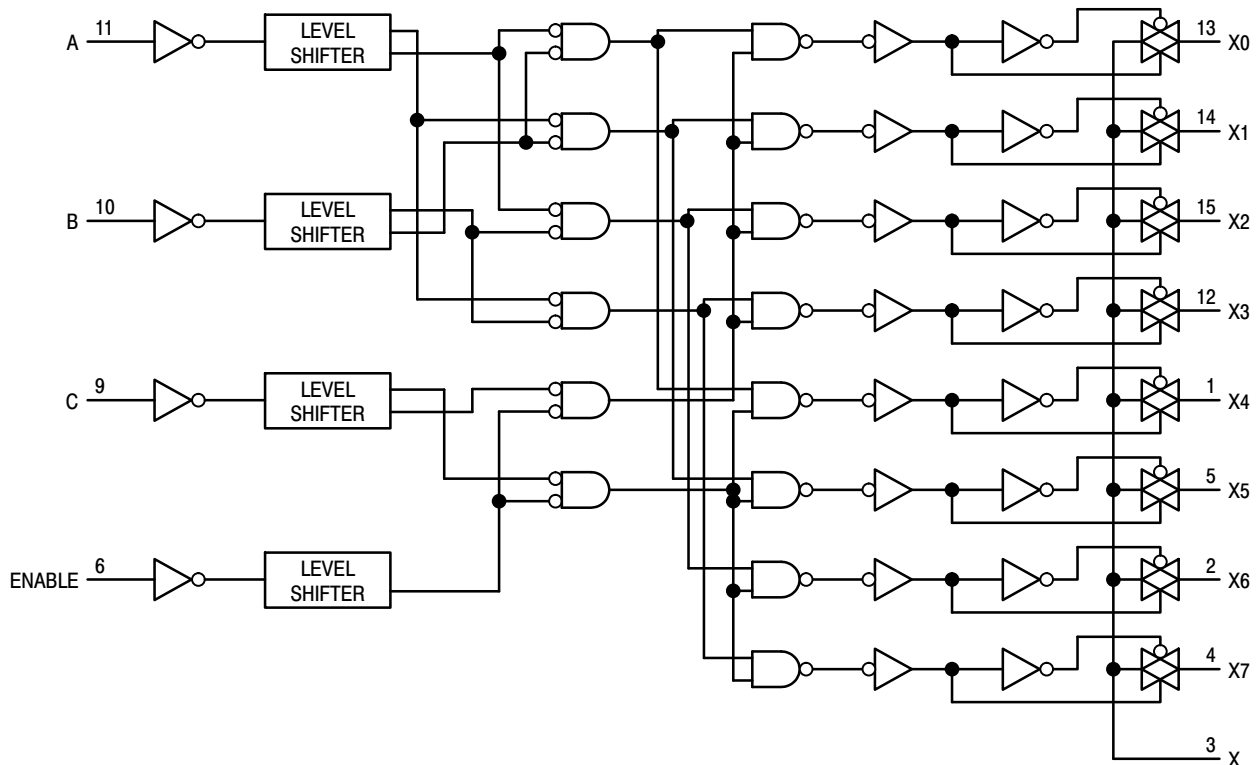 A 11 LEVEL SHIFTER 13 X0
14 X1
B 10 LEVEL SHIFTER 15 X2
12 X3
C 9 LEVEL SHIFTER 1 X4
5 X5
ENABLE 6 LEVEL SHIFTER 2 X6
4 X7
3 X